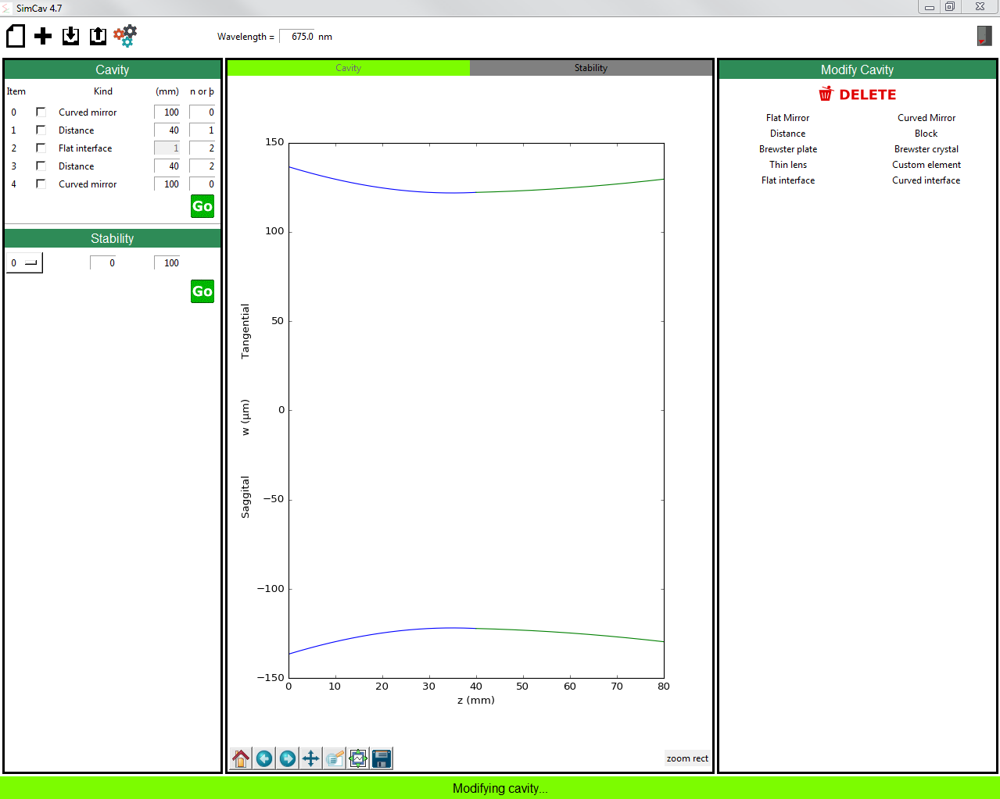 SimCav 4.7
Wavelength = 675.0 nm
Cavity
Item Kind (mm) n or þ
0 Curved mirror 100 0
1 Distance 40 1
2 Flat interface 1 2
3 Distance 40 2
4 Curved mirror 100 0
Go
Stability
0 0 100
Go
Cavity Stability
150
100
50
0
−50
−100
−150
Tangential
w (µm)
Saggital
0 10 20 30 40 50 60 70 80
z (mm)
zoom rect
Modify Cavity
DELETE
Flat Mirror Curved Mirror
Distance Block
Brewster plate Brewster crystal
Thin lens Custom element
Flat interface Curved interface
Modifying cavity...